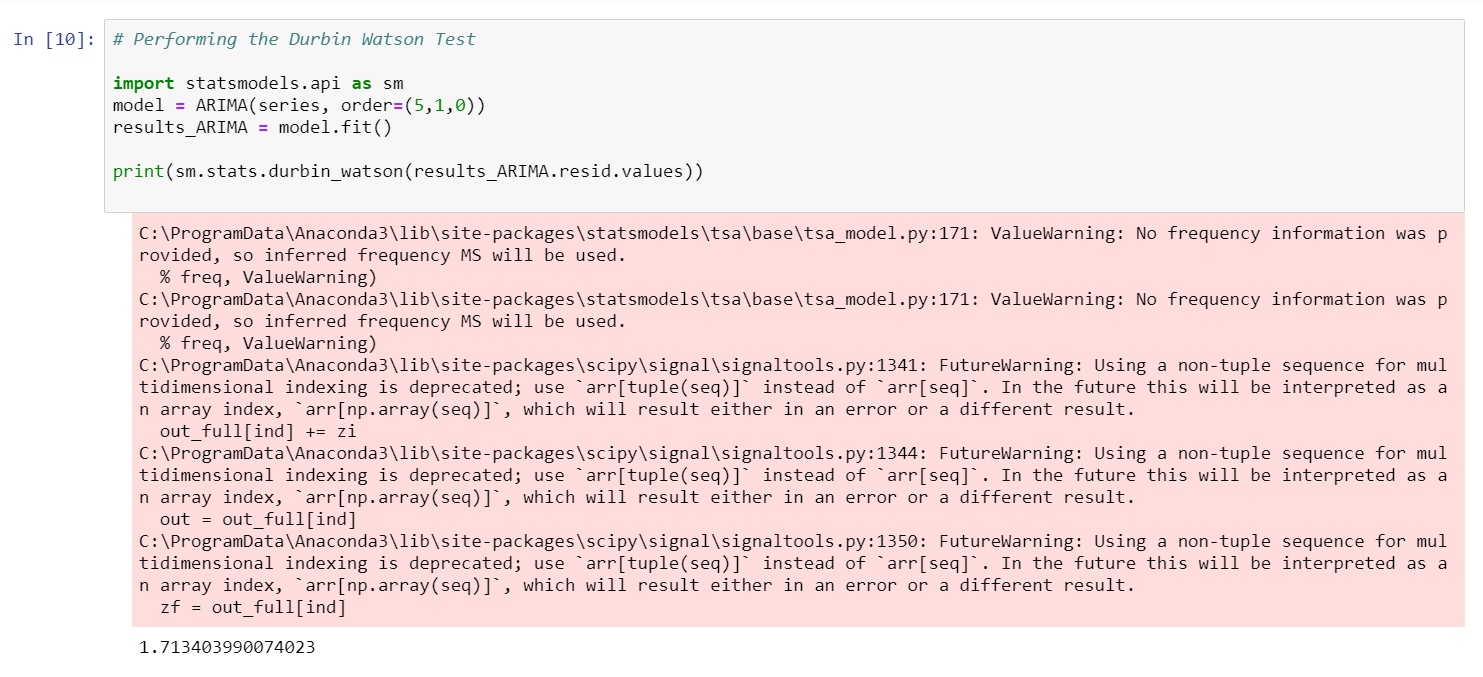 In [10]: # Performing the Durbin Watson Test
import statsmodels.api as sm
model = ARIMA(series, order=(5,1,0))
results_ARIMA = model.fit()
print(sm.stats.durbin_watson(results_ARIMA.resid.values))
C:\ProgramData\Anaconda3\lib\site-packages\statsmodels\tsa\base\tsa_model.py:171: ValueWarning: No frequency information was p
rovided, so inferred frequency MS will be used.
  % freq, ValueWarning)
C:\ProgramData\Anaconda3\lib\site-packages\statsmodels\tsa\base\tsa_model.py:171: ValueWarning: No frequency information was p
rovided, so inferred frequency MS will be used.
  % freq, ValueWarning)
C:\ProgramData\Anaconda3\lib\site-packages\scipy\signal\signaltools.py:1341: FutureWarning: Using a non-tuple sequence for mul
tidimensional indexing is deprecated; use `arr[tuple(seq)]` instead of `arr[seq]`. In the future this will be interpreted as a
n array index, `arr[np.array(seq)]`, which will result either in an error or a different result.
  out_full[ind] += zi
C:\ProgramData\Anaconda3\lib\site-packages\scipy\signal\signaltools.py:1344: FutureWarning: Using a non-tuple sequence for mul
tidimensional indexing is deprecated; use `arr[tuple(seq)]` instead of `arr[seq]`. In the future this will be interpreted as a
n array index, `arr[np.array(seq)]`, which will result either in an error or a different result.
  out = out_full[ind]
C:\ProgramData\Anaconda3\lib\site-packages\scipy\signal\signaltools.py:1350: FutureWarning: Using a non-tuple sequence for mul
tidimensional indexing is deprecated; use `arr[tuple(seq)]` instead of `arr[seq]`. In the future this will be interpreted as a
n array index, `arr[np.array(seq)]`, which will result either in an error or a different result.
  zf = out_full[ind]
1.713403990074023